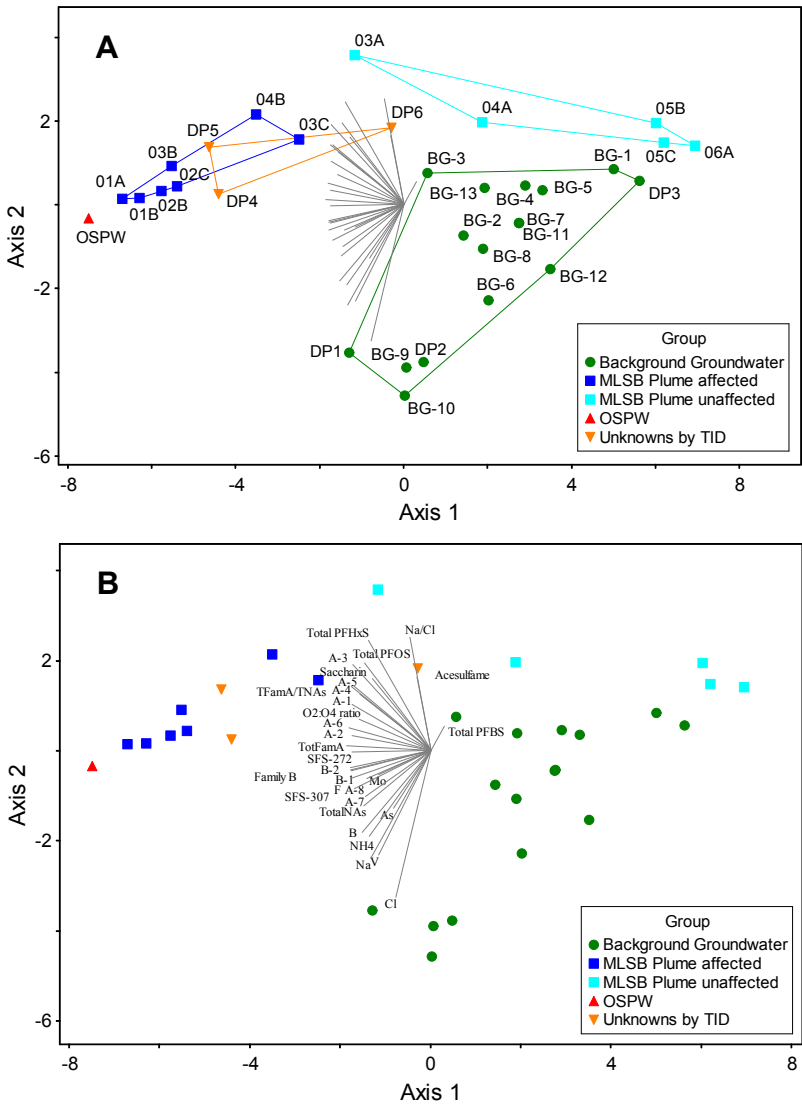 A
03A
04B
03C
DP6
DP5
04A
05B
05C
06A
03B
02C
01A
01B
02B
DP4
OSPW
BG-3
BG-1
DP3
BG-13
BG-4
BG-5
BG-2
BG-7
BG-11
BG-8
BG-12
BG-6
DP1
BG-9
DP2
BG-10
2
0
-2
-4
-6
Axis 2
-8
-4
0
4
8
Axis 1
Group
Background Groundwater
MLSB Plume affected
MLSB Plume unaffected
OSPW
Unknowns by TID
B
Total PFHxS
Na/Cl
A-3
Total PFOS
Saccharin
Acesulfame
A-5
TFamA/TNAs
A-4
A-1
O2:O4 ratio
A-6
A-2
Total PFBS
TotFamA
SFS-272
B-2
Family B
B-1
Mo
F
A-8
SFS-307
A-7
TotalNAs
As
B
NH4
Na
V
Cl
2
0
-2
-4
-6
Axis 2
-8
-4
0
4
8
Axis 1
Group
Background Groundwater
MLSB Plume affected
MLSB Plume unaffected
OSPW
Unknowns by TID